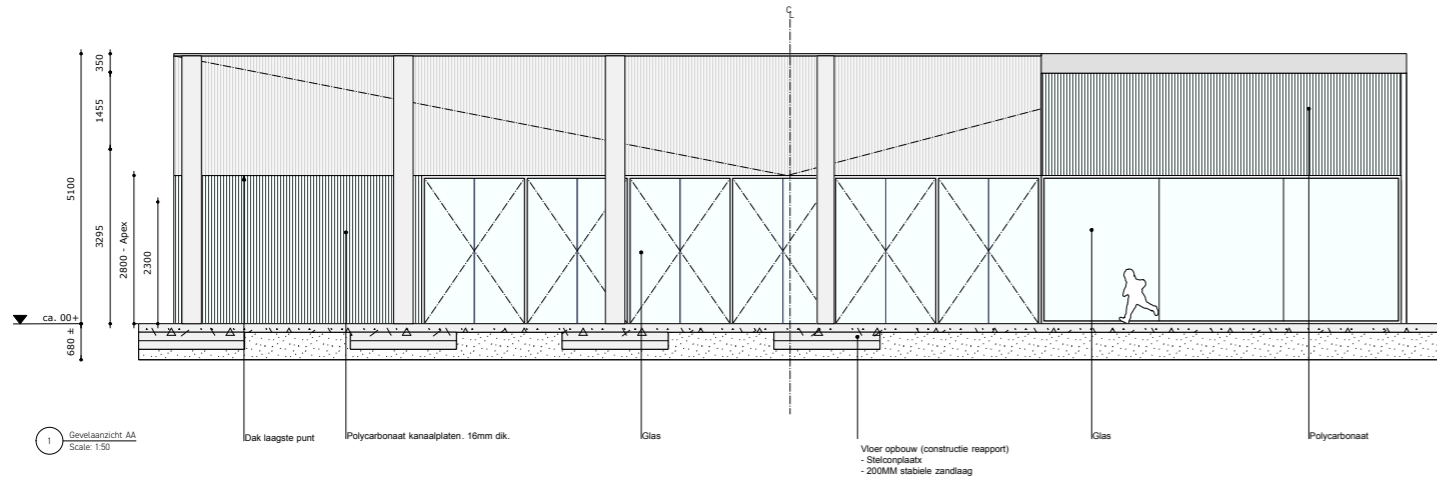 C
L
350
1455
5100
3295
2800 - Apex
2300
ca. 00+
680 ±
1
Gevelaanzicht AA
Scale: 1:50
Dak laagste punt
Polycarbonaat kanaalplaten. 16mm dik.
Glas
Vloer opbouw (constructie reapport)
- Stelconplaatx
- 200MM stabiele zandlaag
Glas
Polycarbonaat